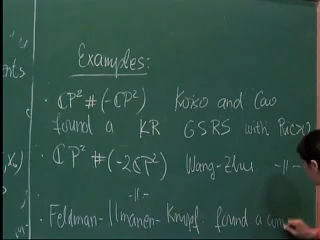 Examples:
· CP² # (-CP²) Koiso and Cao
found a KR GSRS with Ric>0
· CP² # (-2CP²) Wang-Zhu -||-
-||-
· Feldman-Ilmanen-Knopf. found a